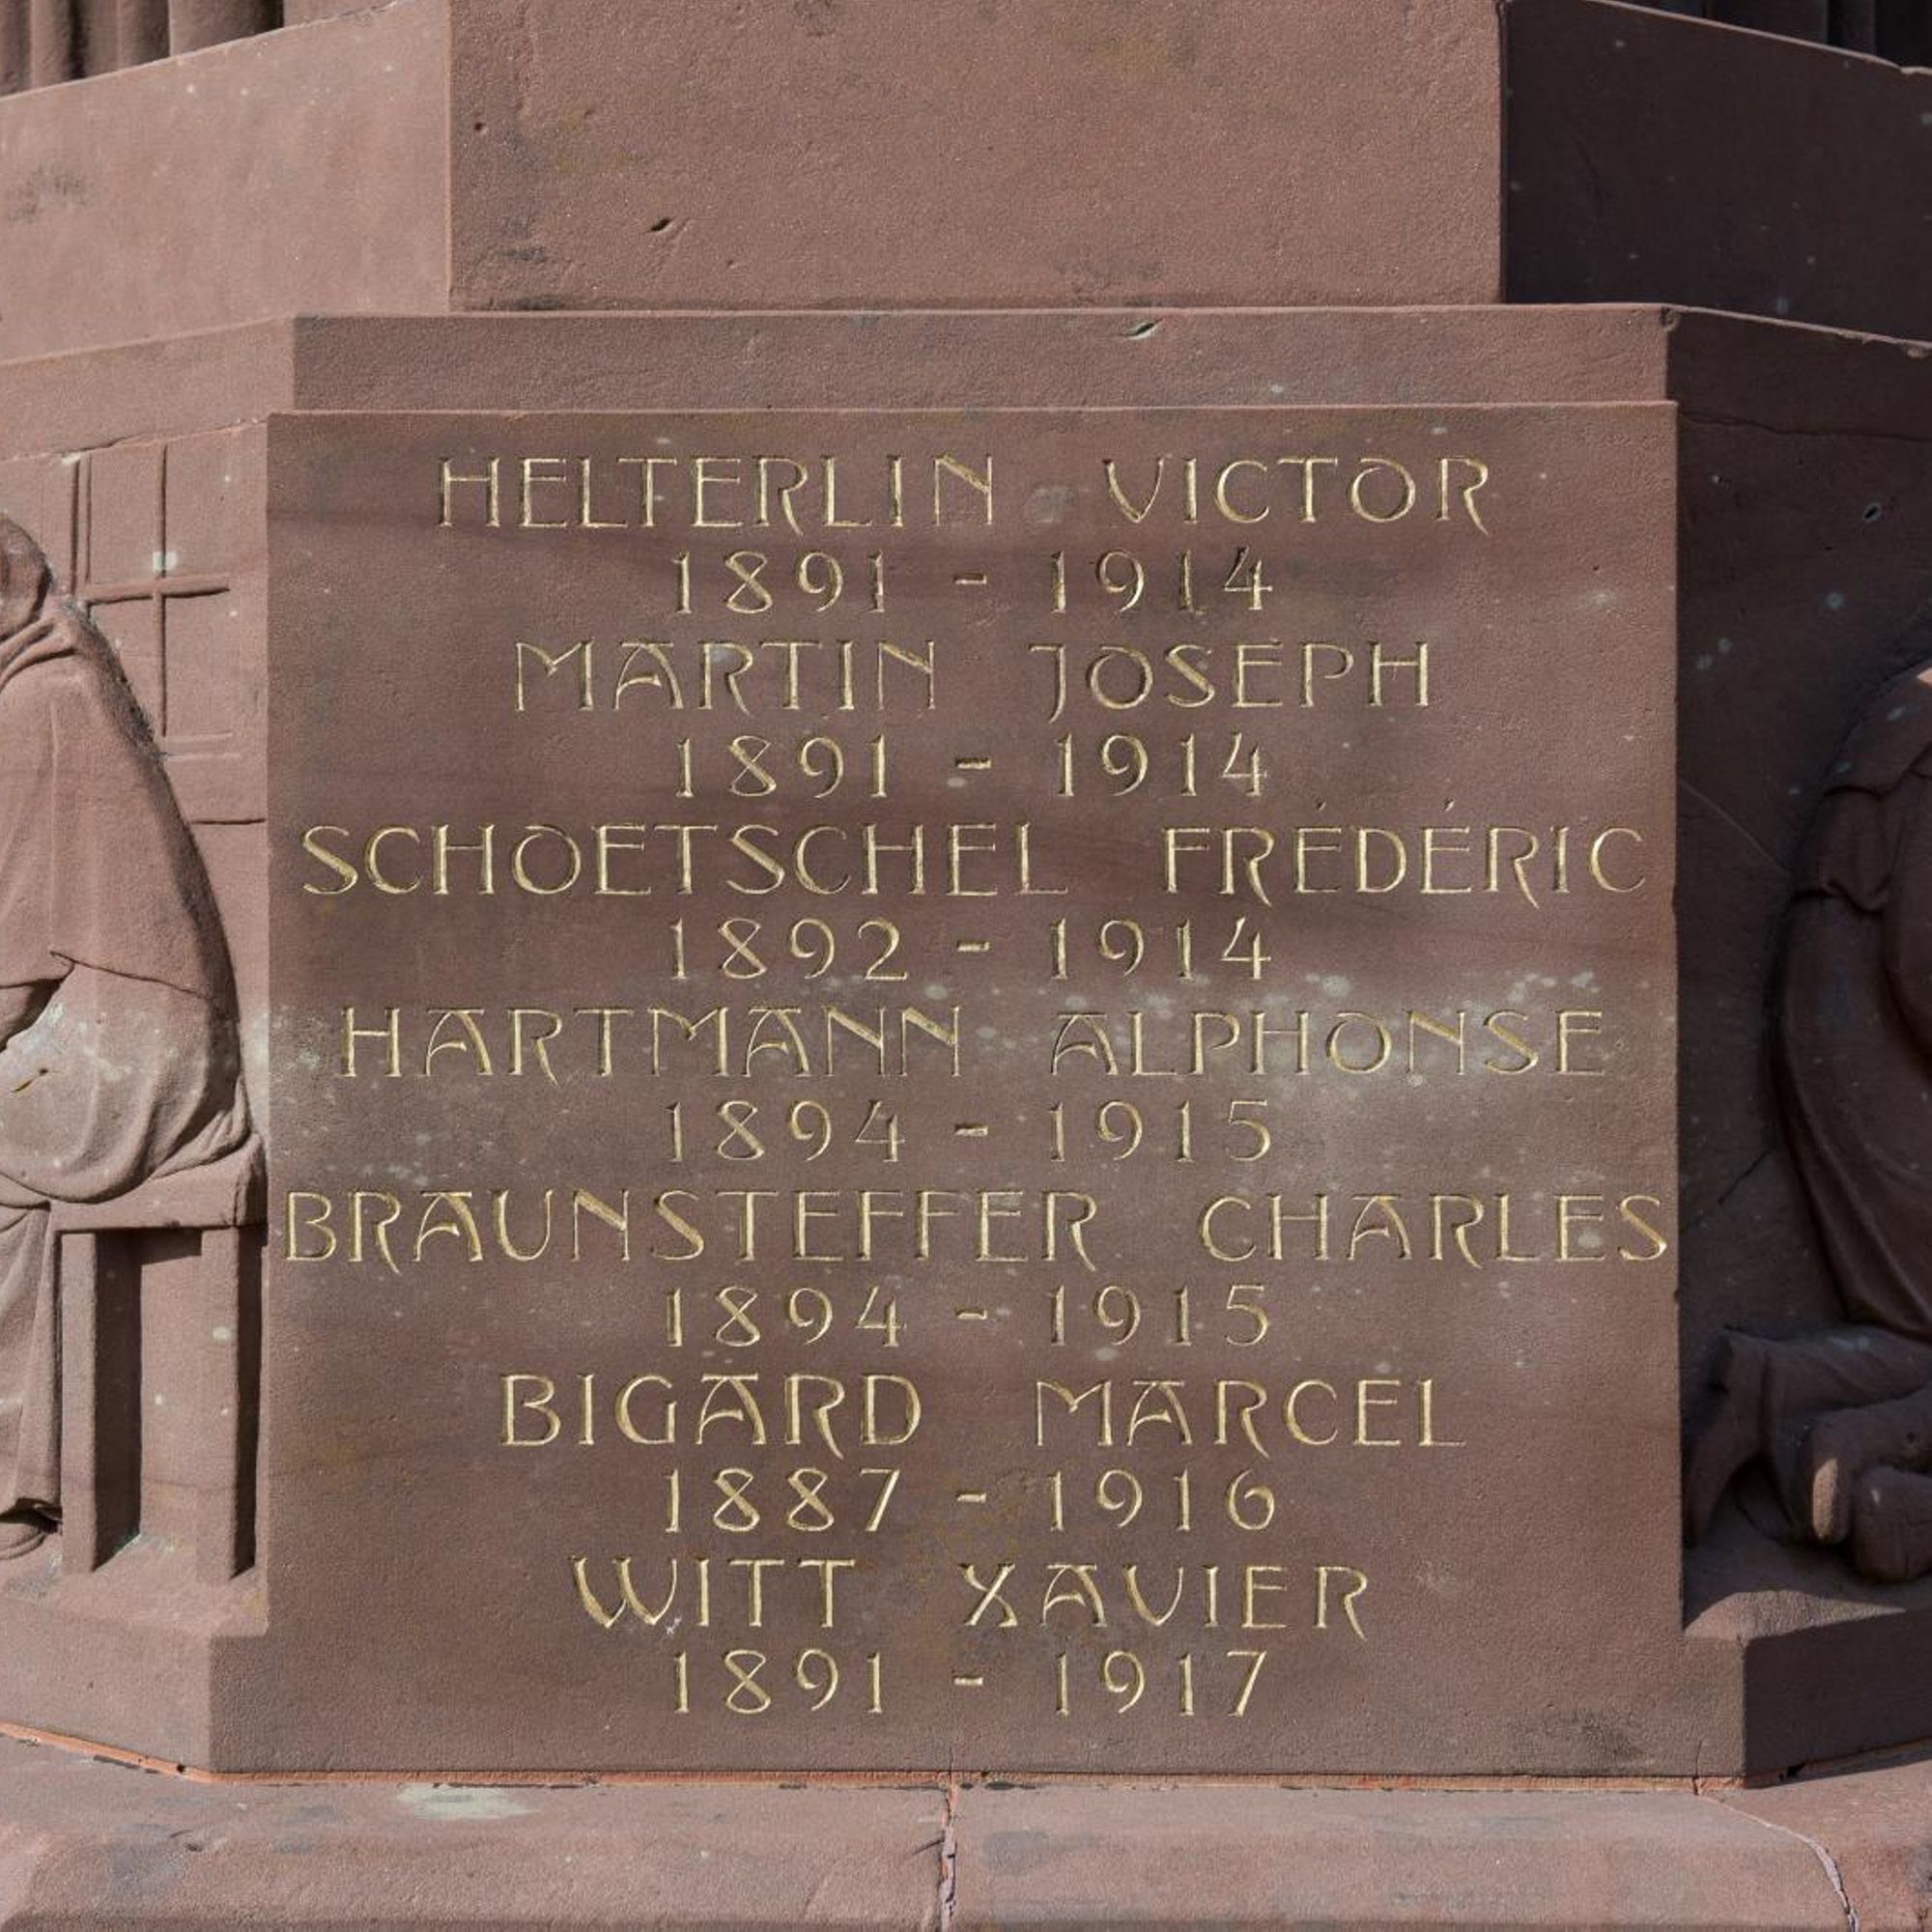 HELTERLIN VICTOR
1891 - 1914
MARTIN JOSEPH
1891 - 1914
SCHOETSCHEL FRÉDÉRIC
1892 - 1914
HARTMANN ALPHONSE
1894 - 1915
BRAUNSTEFFER CHARLES
1894 - 1915
BIGARD MARCEL
1887 - 1916
WITT XAVIER
1891 - 1917